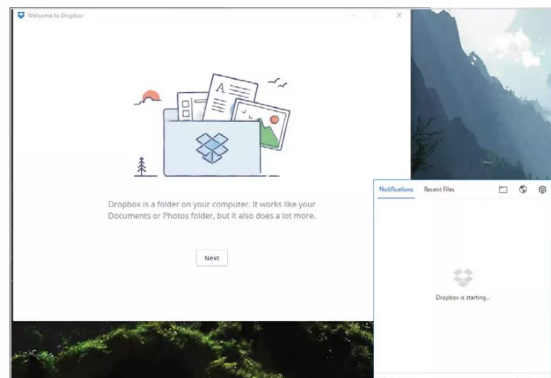 Welcome to Dropbox
A
Dropbox is a folder on your computer. It works like your
Documents or Photos folder, but it also does a lot more.
Next
Notifications
Recent Files
Dropbox is starting...